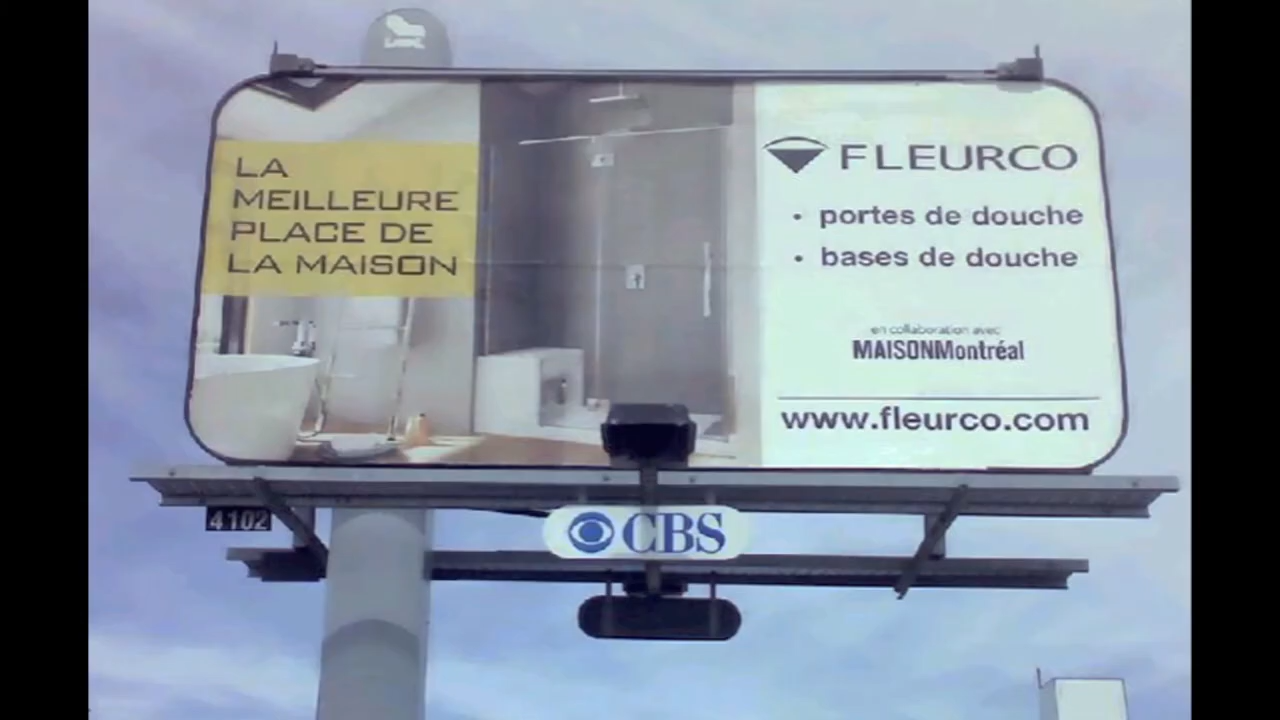 LA
MEILLEURE
PLACE DE
LA MAISON
FLEURCO
• portes de douche
• bases de douche
en collaboration avec
MAISONMontréal
www.fleurco.com
4102
CBS